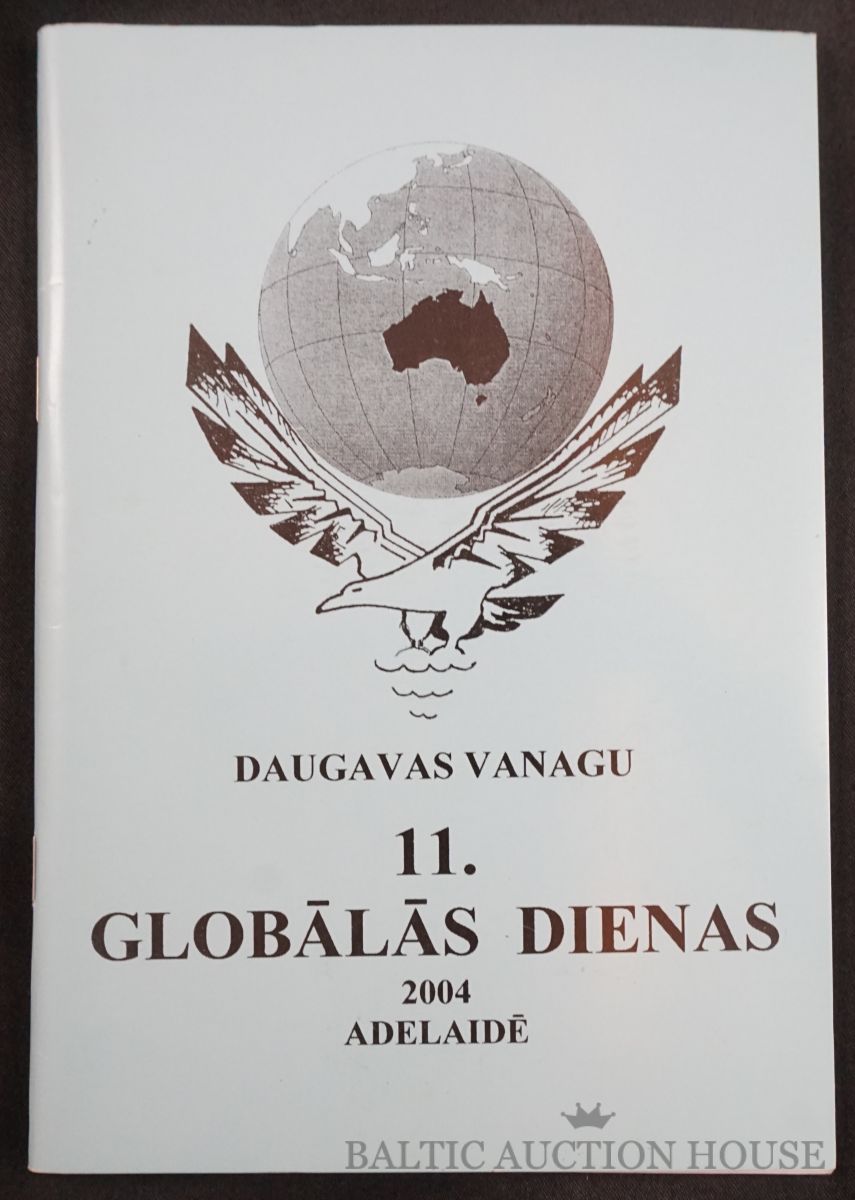 DAUGAVAS VANAGU
11.
GLOBĀLĀS DIENAS
2004
ADELAIDĒ
BALTIC AUCTION HOUSE